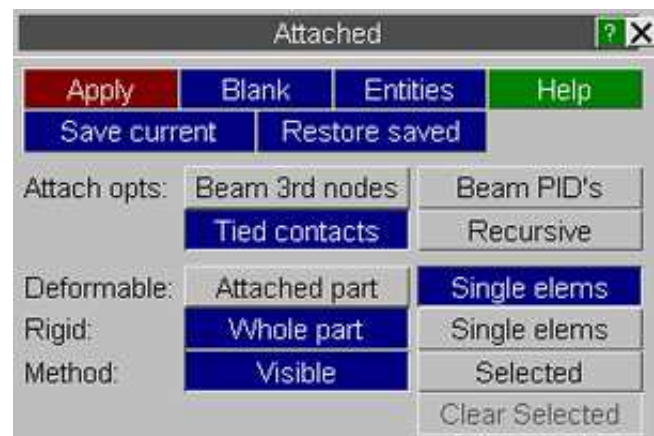 Attached ? X
Apply Blank Entities Help
Save current Restore saved
Attach opts: Beam 3rd nodes Beam PID's
Tied contacts Recursive
Deformable: Attached part Single elems
Rigid: Whole part Single elems
Method: Visible Selected
Clear Selected